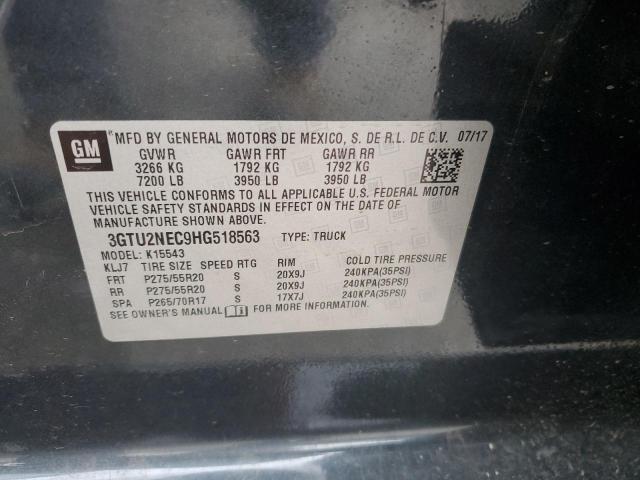 GM® MFD BY GENERAL MOTORS DE MEXICO, S. DE R.L. DE C.V. 07/17
GVWR GAWR FRT GAWR RR
3266 KG 1792 KG 1792 KG
7200 LB 3950 LB 3950 LB
THIS VEHICLE CONFORMS TO ALL APPLICABLE U.S. FEDERAL MOTOR
VEHICLE SAFETY STANDARDS IN EFFECT ON THE DATE OF
MANUFACTURE SHOWN ABOVE.
3GTU2NEC9HG518563 TYPE: TRUCK
MODEL: K15543
KLJ7 TIRE SIZE SPEED RTG RIM COLD TIRE PRESSURE
FRT P275/55R20 S 20X9J 240KPA(35PSI)
RR P275/55R20 S 20X9J 240KPA(35PSI)
SPA P265/70R17 S 17X7J 240KPA(35PSI)
SEE OWNER'S MANUAL FOR MORE INFORMATION.